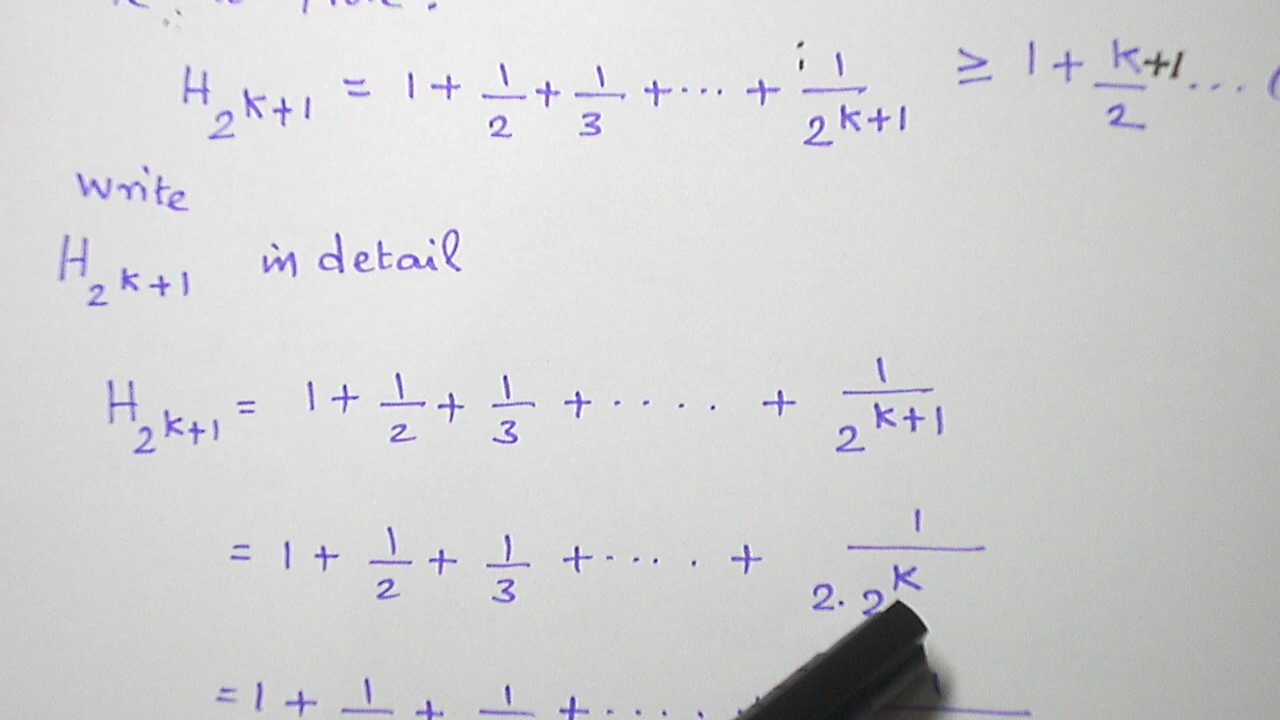 H_{2^{k+1}} = 1 + 1/2 + 1/3 + ... + 1/2^{k+1} ≥ 1 + (k+1)/2 ...
write
H_{2^{k+1}} in detail
H_{2^{k+1}} = 1 + 1/2 + 1/3 + .... + 1/2^{k+1}
= 1 + 1/2 + 1/3 + .... + 1/(2.2^k)